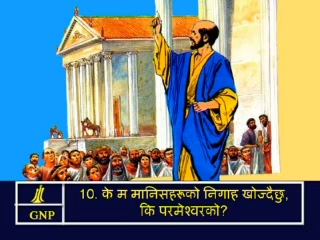 10. के म मानिसहरूको निगाह खोज्दैछु,
कि परमेश्वरको?
GNP